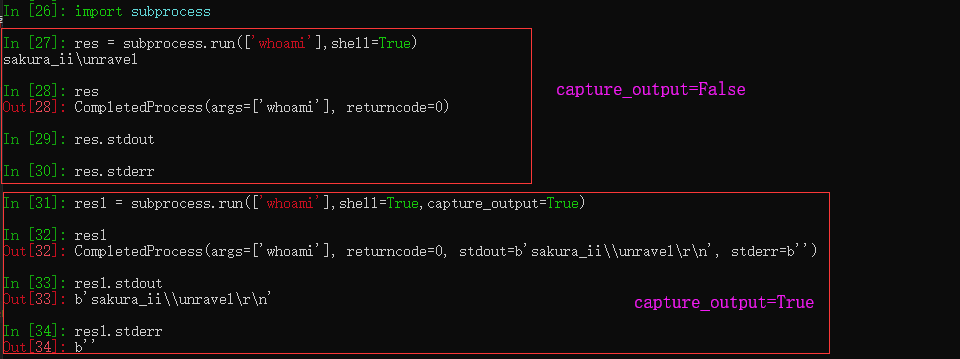 In [26]: import subprocess
In [27]: res = subprocess.run(['whoami'],shell=True)
sakura_ii\unravel
capture_output=False
In [28]: res
Out[28]: CompletedProcess(args=['whoami'], returncode=0)
In [29]: res.stdout
In [30]: res.stderr
In [31]: res1 = subprocess.run(['whoami'],shell=True,capture_output=True)
In [32]: res1
Out[32]: CompletedProcess(args=['whoami'], returncode=0, stdout=b'sakura_ii\\unravel\r\n', stderr=b'')
In [33]: res1.stdout
Out[33]: b'sakura_ii\\unravel\r\n'
capture_output=True
In [34]: res1.stderr
Out[34]: b''